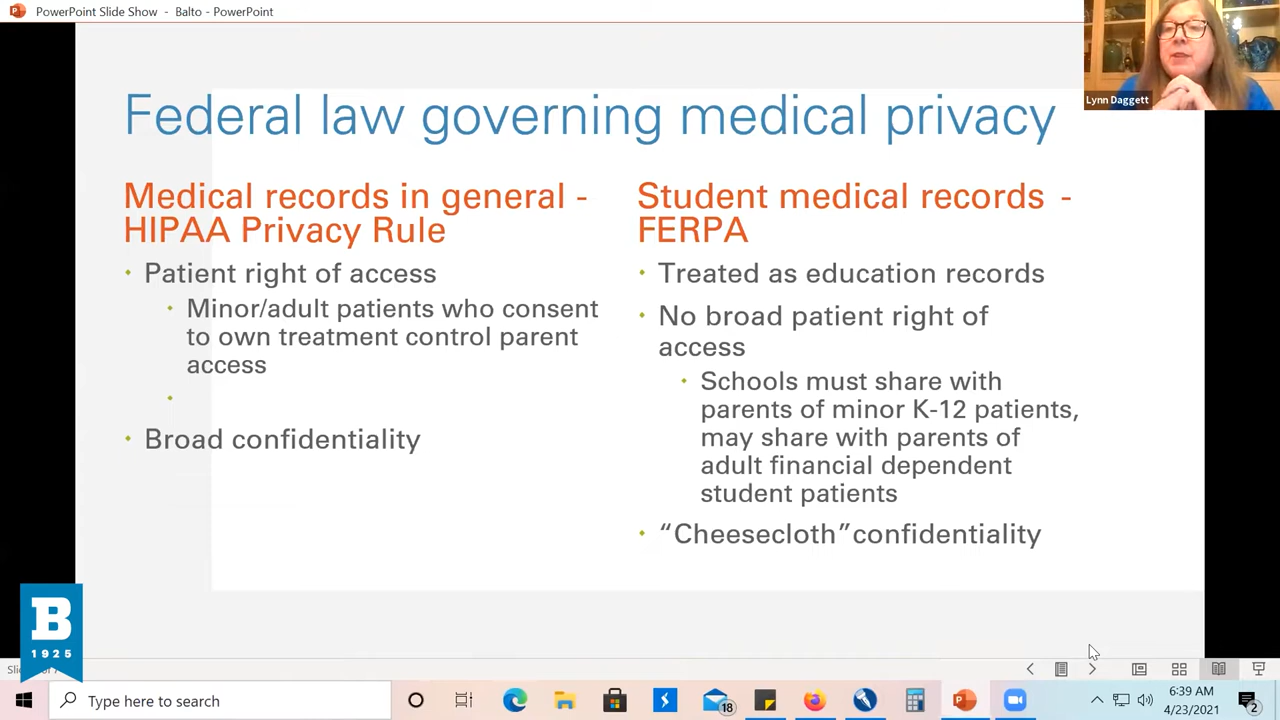 PowerPoint Slide Show - Balto - PowerPoint
Lynn Daggett
Federal law governing medical privacy
Medical records in general -
HIPAA Privacy Rule
Patient right of access
Minor/adult patients who consent
to own treatment control parent
access
Broad confidentiality
Student medical records -
FERPA
Treated as education records
No broad patient right of
access
Schools must share with
parents of minor K-12 patients,
may share with parents of
adult financial dependent
student patients
“Cheesecloth”confidentiality
B
1925
Type here to search
18
6:39 AM
4/23/2021
2